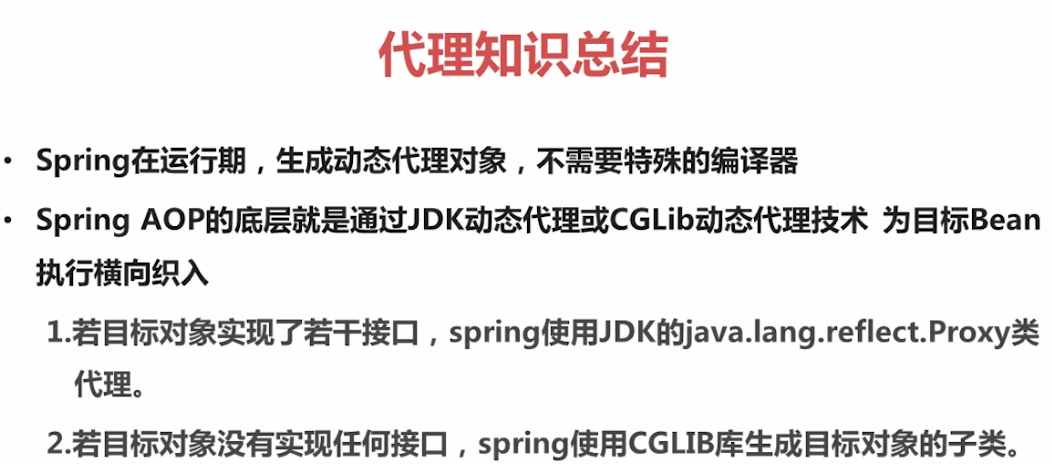 代理知识总结
• Spring在运行期，生成动态代理对象，不需要特殊的编译器
• Spring AOP的底层就是通过JDK动态代理或CGLib动态代理技术 为目标Bean
执行横向织入
1.若目标对象实现了若干接口，spring使用JDK的java.lang.reflect.Proxy类
代理。
2.若目标对象没有实现任何接口，spring使用CGLIB库生成目标对象的子类。